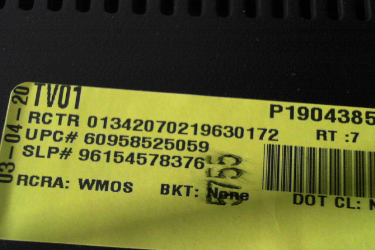 03-04-20
TV01
P1904385
RCTR 01342070219630172
RT :7
UPC# 60958525059
SLP# 96154578376
5755
RCRA: WMOS
BKT: None
DOT CL: N